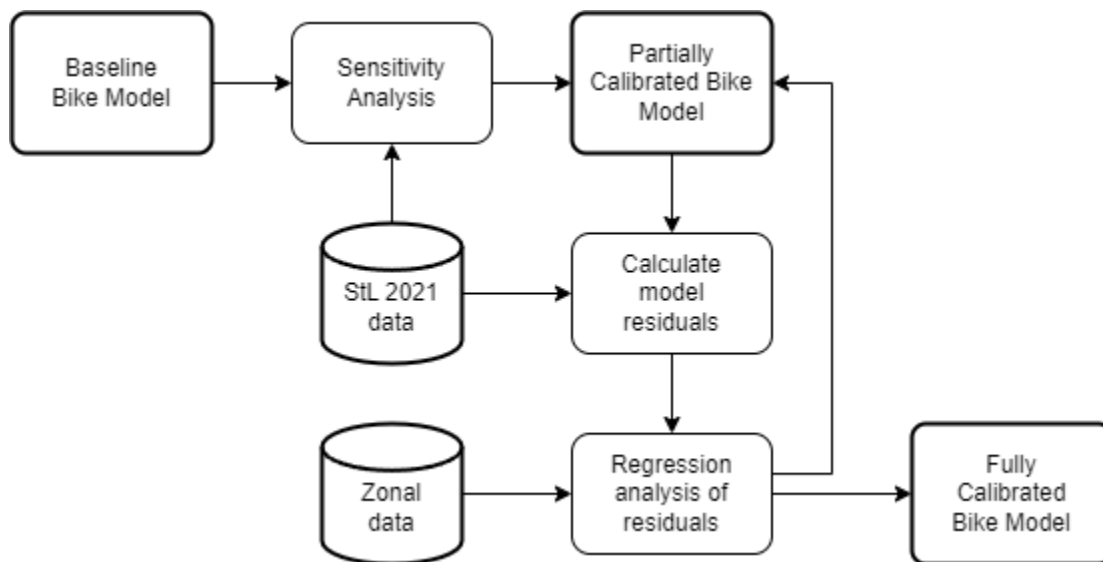 Baseline
Bike Model
Sensitivity
Analysis
Partially
Calibrated Bike
Model
StL 2021
data
Calculate
model
residuals
Zonal
data
Regression
analysis of
residuals
Fully
Calibrated
Bike Model